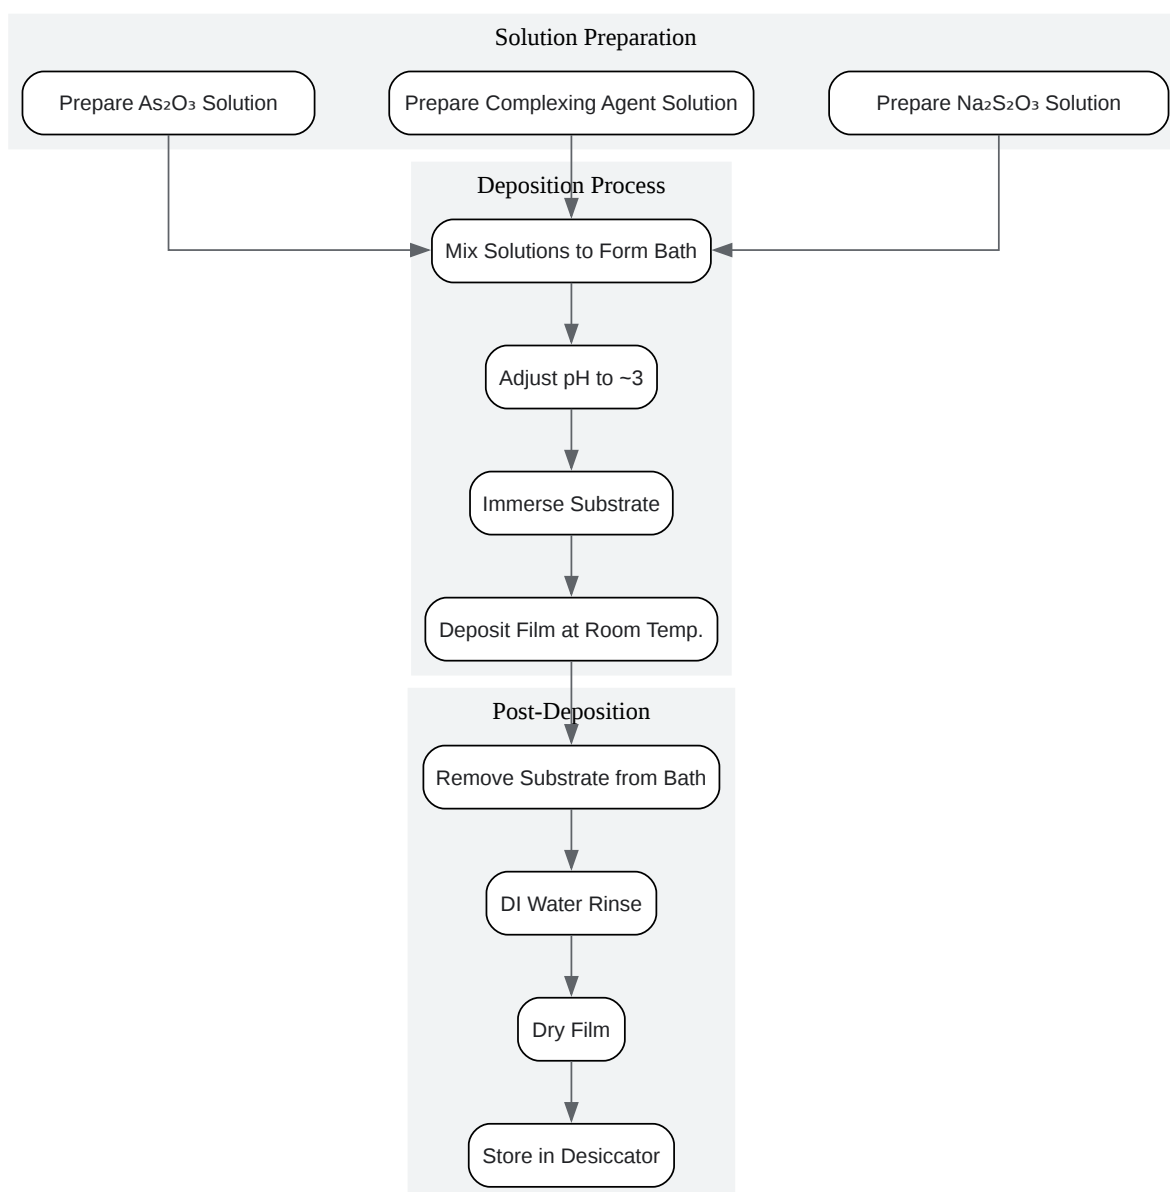 Solution Preparation
Prepare As₂O₃ Solution
Prepare Complexing Agent Solution
Prepare Na₂S₂O₃ Solution
Deposition Process
Mix Solutions to Form Bath
Adjust pH to ~3
Immerse Substrate
Deposit Film at Room Temp.
Post-Deposition
Remove Substrate from Bath
DI Water Rinse
Dry Film
Store in Desiccator